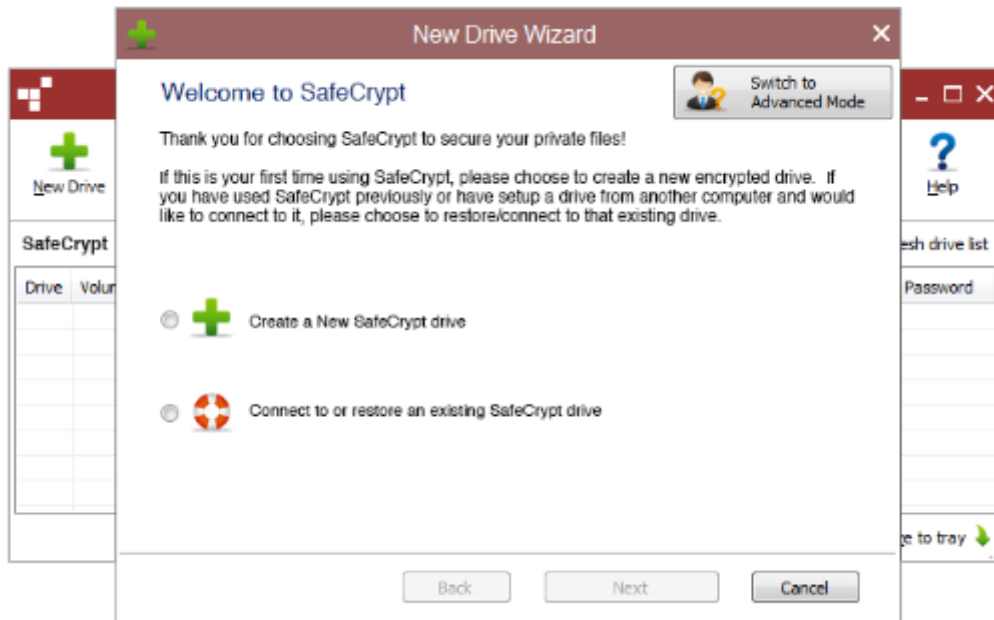 New Drive Wizard
Welcome to SafeCrypt
Switch to
Advanced Mode
Thank you for choosing SafeCrypt to secure your private files!
If this is your first time using SafeCrypt, please choose to create a new encrypted drive. If
you have used SafeCrypt previously or have setup a drive from another computer and would
like to connect to it, please choose to restore/connect to that existing drive.
New Drive
Help
SafeCrypt
drive list
Drive
Password
Create a New SafeCrypt drive
Connect to or restore an existing SafeCrypt drive
to tray
Back
Next
Cancel